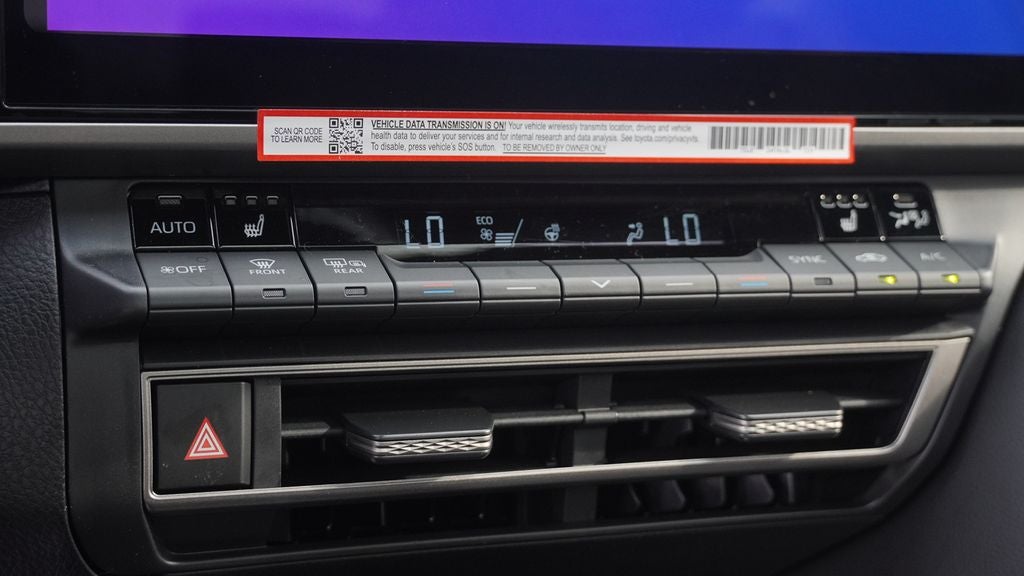 SCAN QR CODE
TO LEARN MORE
VEHICLE DATA TRANSMISSION IS ON! Your vehicle wirelessly transmits location, driving and vehicle
health data to deliver your services and for internal research and data analysis. See toyota.com/privacyvts.
To disable, press vehicle's SOS button. TO BE REMOVED BY OWNER ONLY
AUTO
LO
ECO
LO
OFF
FRONT
REAR
SYNC
A/C